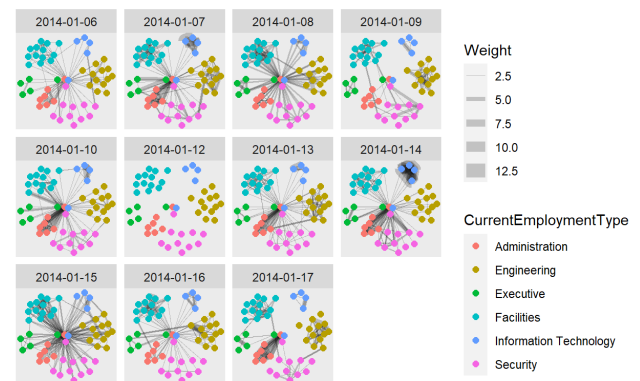 2014-01-06 2014-01-07 2014-01-08 2014-01-09
2014-01-10 2014-01-12 2014-01-13 2014-01-14
2014-01-15 2014-01-16 2014-01-17
Weight
2.5
5.0
7.5
10.0
12.5
CurrentEmploymentType
Administration
Engineering
Executive
Facilities
Information Technology
Security